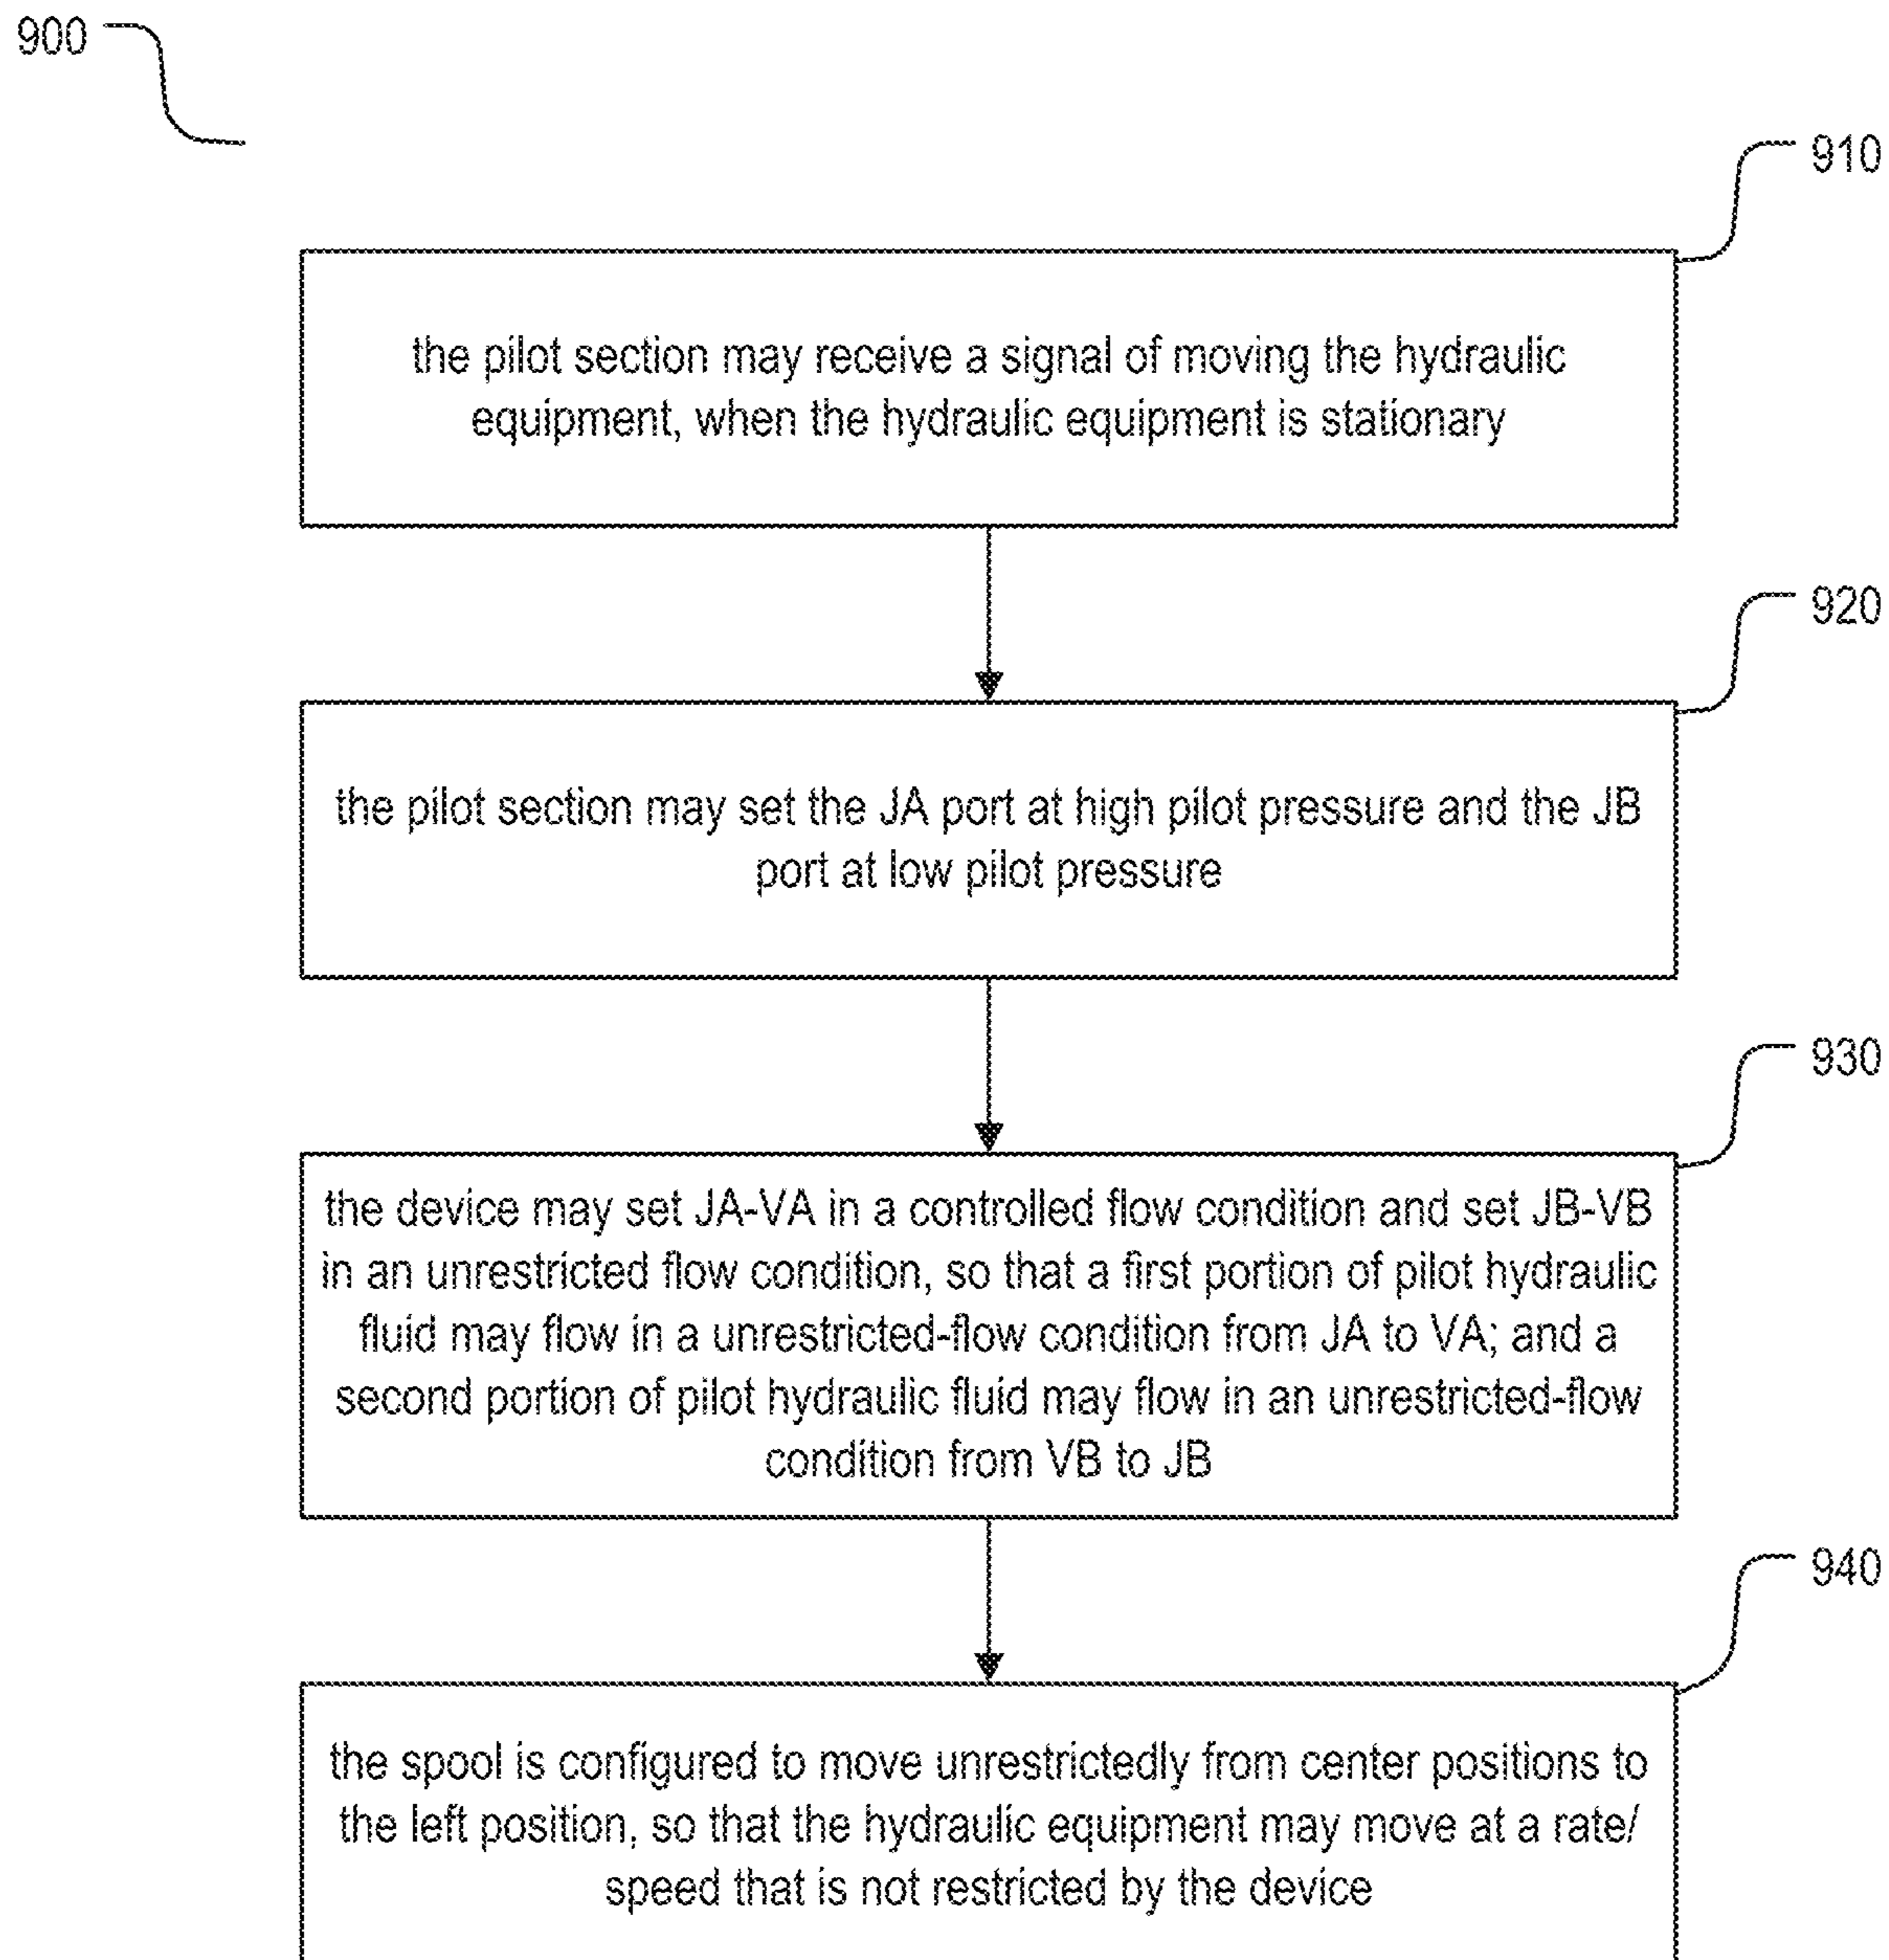 900
910
the pilot section may receive a signal of moving the hydraulic
equipment, when the hydraulic equipment is stationary
920
the pilot section may set the JA port at high pilot pressure and the JB
port at low pilot pressure
930
the device may set JA-VA in a controlled flow condition and set JB-VB
in an unrestricted flow condition, so that a first portion of pilot hydraulic
fluid may flow in a unrestricted-flow condition from JA to VA; and a
second portion of pilot hydraulic fluid may flow in an unrestricted-flow
condition from VB to JB
940
the spool is configured to move unrestrictedly from center positions to
the left position, so that the hydraulic equipment may move at a rate/
speed that is not restricted by the device